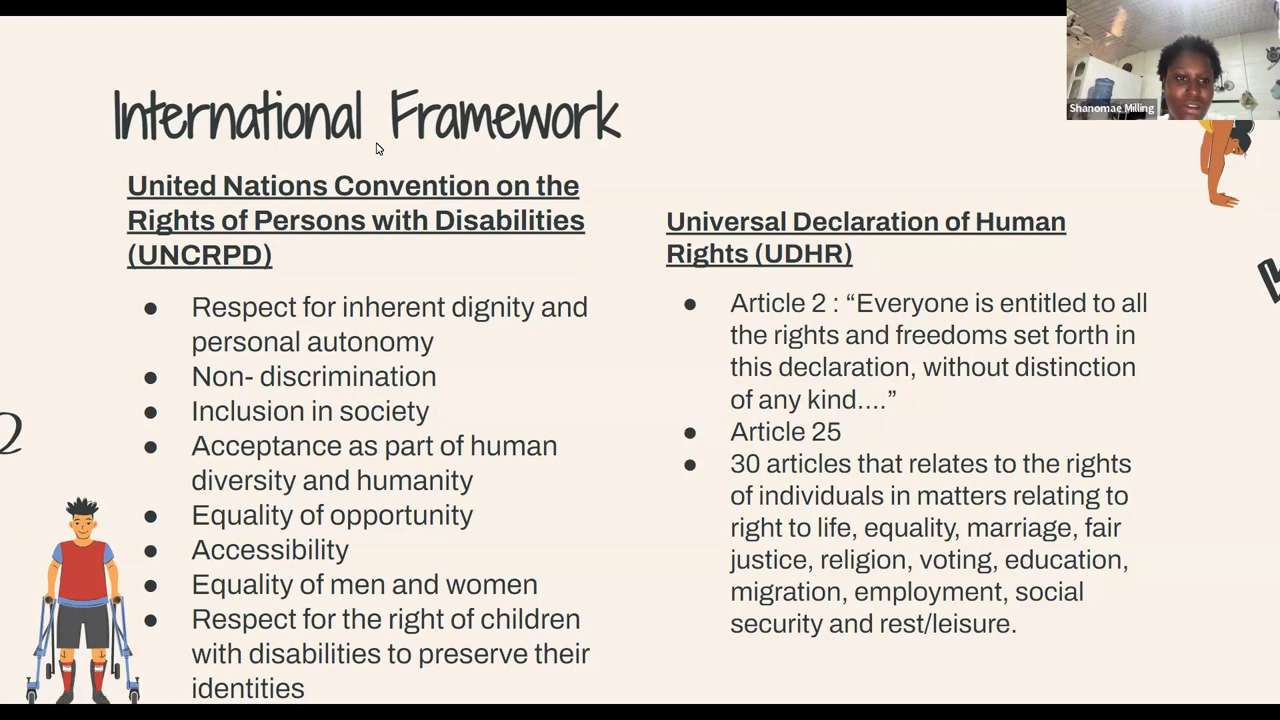 International Framework
United Nations Convention on the
Rights of Persons with Disabilities
(UNCRPD)
● Respect for inherent dignity and
personal autonomy
● Non- discrimination
● Inclusion in society
● Acceptance as part of human
diversity and humanity
● Equality of opportunity
● Accessibility
● Equality of men and women
● Respect for the right of children
with disabilities to preserve their
identities
Universal Declaration of Human
Rights (UDHR)
● Article 2 : “Everyone is entitled to all
the rights and freedoms set forth in
this declaration, without distinction
of any kind....”
● Article 25
● 30 articles that relates to the rights
of individuals in matters relating to
right to life, equality, marriage, fair
justice, religion, voting, education,
migration, employment, social
security and rest/leisure.
Shanomae Milling